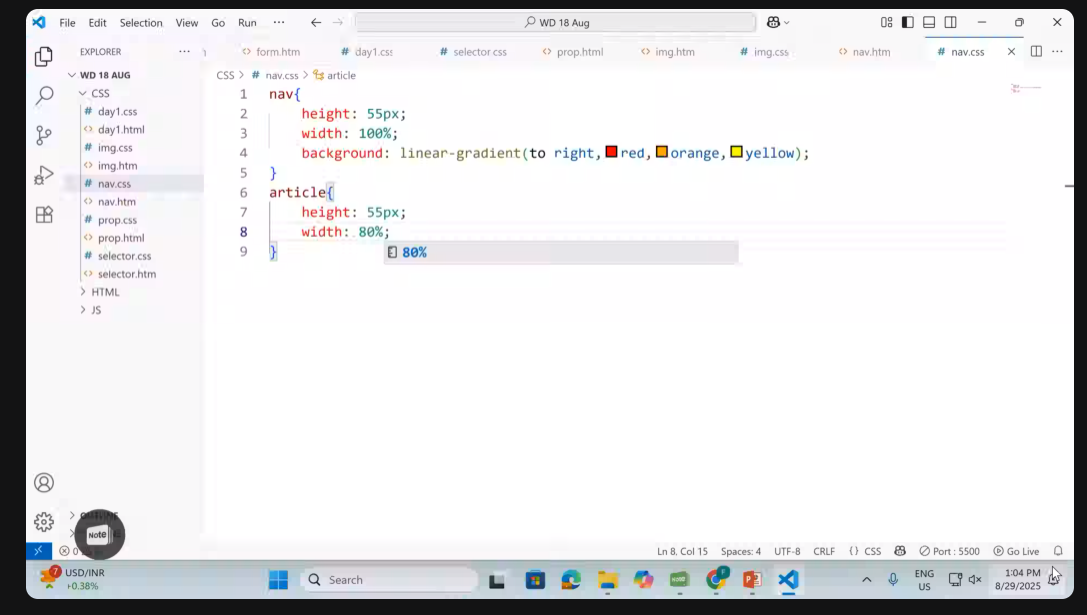 File Edit Selection View Go Run ··· WD 18 Aug
EXPLORER ··· form.htm # day1.css # selector.css prop.html img.htm # img.css nav.htm # nav.css
WD 18 AUG
CSS > # nav.css > article
CSS
# day1.css
day1.html
# img.css
img.htm
# nav.css
nav.htm
# prop.css
prop.html
# selector.css
selector.htm
HTML
JS
1 nav{
2 height: 55px;
3 width: 100%;
4 background: linear-gradient(to right, red, orange, yellow);
5 }
6 article{
7 height: 55px;
8 width: 80%;
80%
9 }
Note
0
Ln 8, Col 15 Spaces: 4 UTF-8 CRLF {} CSS Port : 5500 Go Live
7 USD/INR
+0.38%
Search
note
F
ENG
US
1:04 PM
8/29/2025